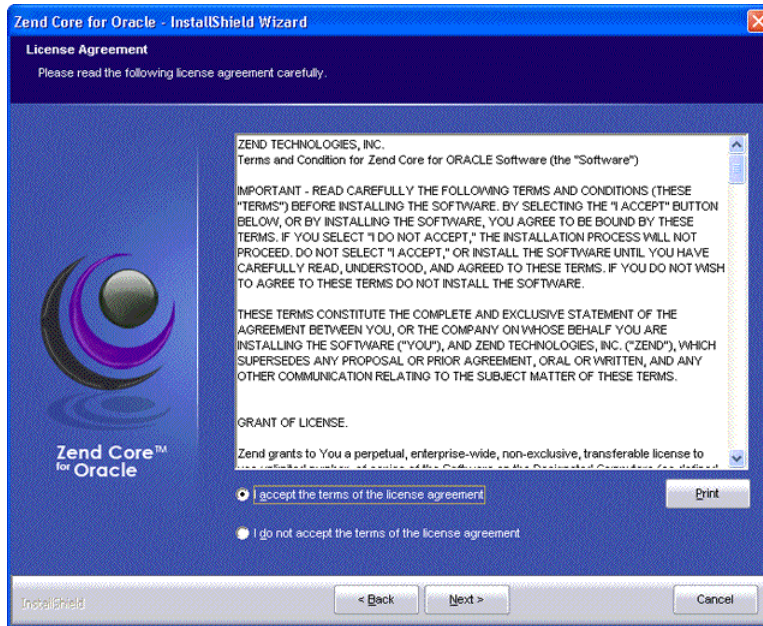 Zend Core for Oracle - InstallShield Wizard
License Agreement
Please read the following license agreement carefully.
ZEND TECHNOLOGIES, INC.
Terms and Condition for Zend Core for ORACLE Software (the "Software")
IMPORTANT - READ CAREFULLY THE FOLLOWING TERMS AND CONDITIONS (THESE
"TERMS") BEFORE INSTALLING THE SOFTWARE. BY SELECTING THE "I ACCEPT" BUTTON
BELOW, OR BY INSTALLING THE SOFTWARE, YOU AGREE TO BE BOUND BY THESE
TERMS. IF YOU SELECT "I DO NOT ACCEPT," THE INSTALLATION PROCESS WILL NOT
PROCEED. DO NOT SELECT "I ACCEPT," OR INSTALL THE SOFTWARE UNTIL YOU HAVE
CAREFULLY READ, UNDERSTOOD, AND AGREED TO THESE TERMS. IF YOU DO NOT WISH
TO AGREE TO THESE TERMS DO NOT INSTALL THE SOFTWARE.
THESE TERMS CONSTITUTE THE COMPLETE AND EXCLUSIVE STATEMENT OF THE
AGREEMENT BETWEEN YOU, OR THE COMPANY ON WHOSE BEHALF YOU ARE
INSTALLING THE SOFTWARE ("YOU"), AND ZEND TECHNOLOGIES, INC. ("ZEND"), WHICH
SUPERSEDES ANY PROPOSAL OR PRIOR AGREEMENT, ORAL OR WRITTEN, AND ANY
OTHER COMMUNICATION RELATING TO THE SUBJECT MATTER OF THESE TERMS.
GRANT OF LICENSE.
Zend grants to You a perpetual, enterprise-wide, non-exclusive, transferable license to
Zend Core™
for Oracle
I accept the terms of the license agreement
Print
I do not accept the terms of the license agreement
InstallShield
< Back
Next >
Cancel